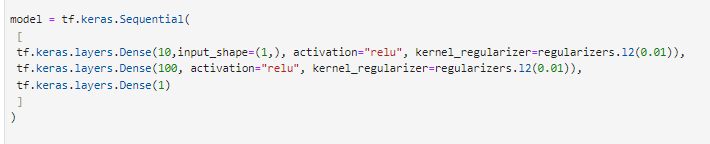 model = tf.keras.Sequential(
[
tf.keras.layers.Dense(10,input_shape=(1,), activation="relu", kernel_regularizer=regularizers.l2(0.01)),
tf.keras.layers.Dense(100, activation="relu", kernel_regularizer=regularizers.l2(0.01)),
tf.keras.layers.Dense(1)
]
)